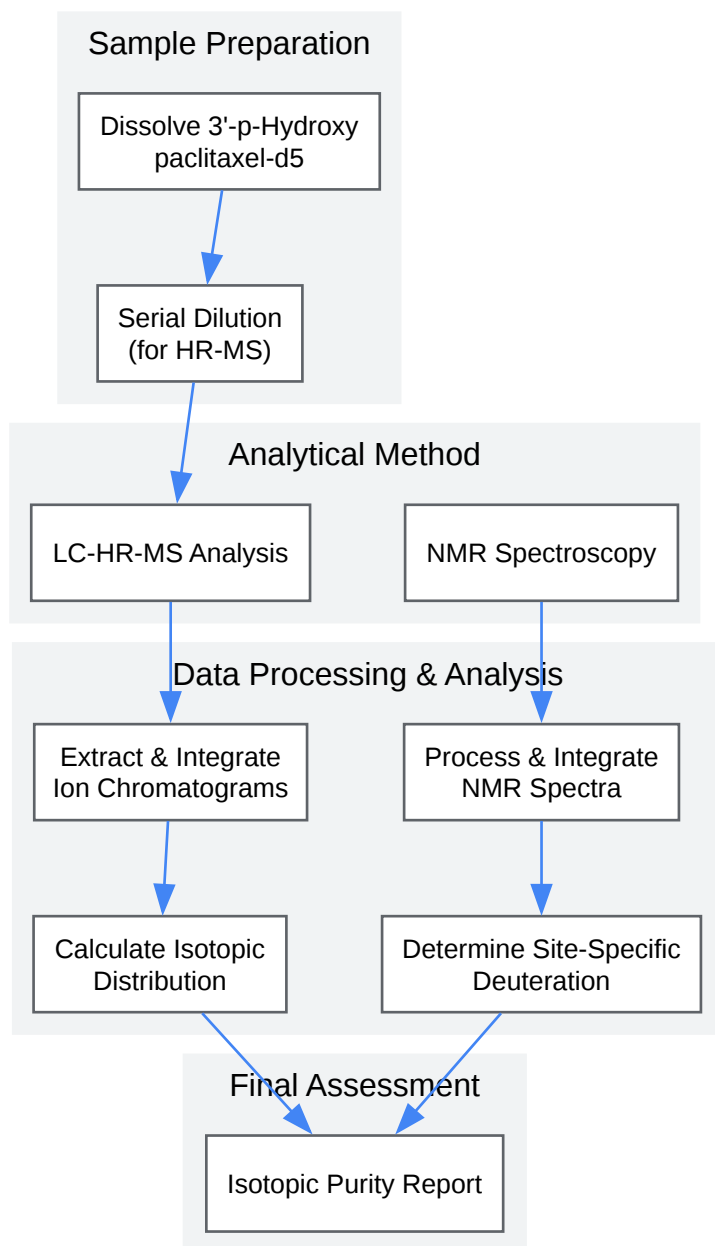 Sample Preparation
Dissolve 3'-p-Hydroxy
paclitaxel-d5
Serial Dilution
(for HR-MS)
Analytical Method
LC-HR-MS Analysis
NMR Spectroscopy
Data Processing & Analysis
Extract & Integrate
Ion Chromatograms
Process & Integrate
NMR Spectra
Calculate Isotopic
Distribution
Determine Site-Specific
Deuteration
Final Assessment
Isotopic Purity Report